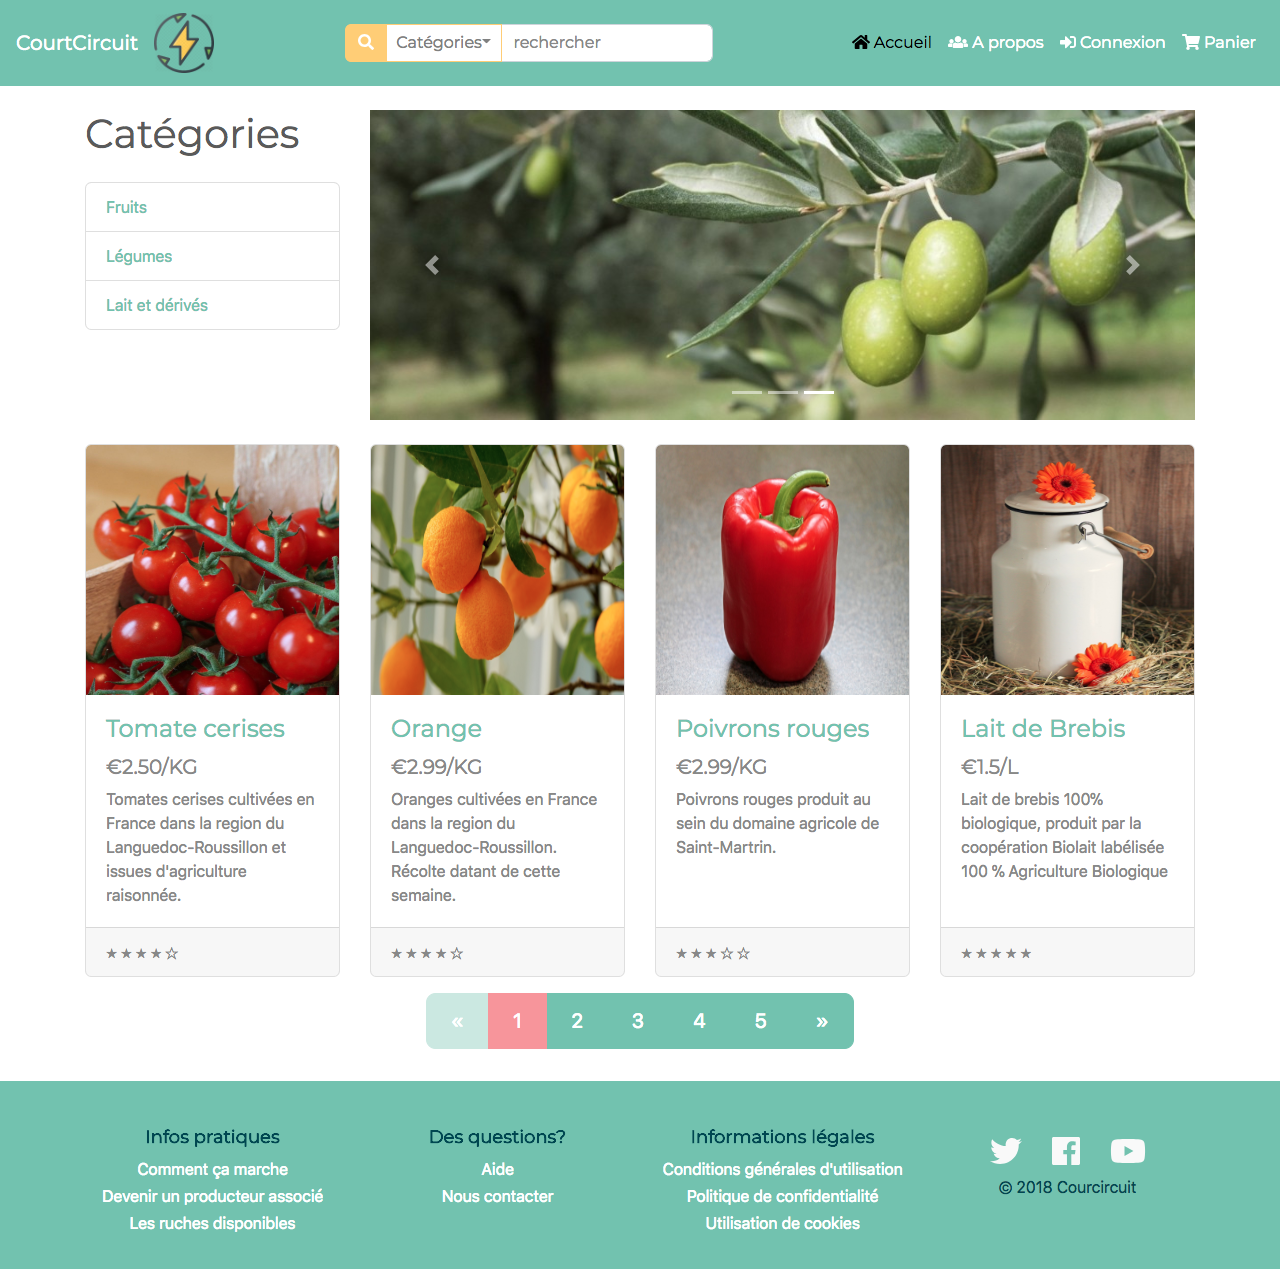 CourtCircuit
Catégories
rechercher
Accueil
A propos
Connexion
Panier
Catégories
Fruits
Légumes
Lait et dérivés
Tomate cerises
€2.50/KG
Tomates cerises cultivées en
France dans la region du
Languedoc-Roussillon et
issues d'agriculture
raisonnée.
★ ★ ★ ★ ☆
Orange
€2.99/KG
Oranges cultivées en France
dans la region du
Languedoc-Roussillon.
Récolte datant de cette
semaine.
★ ★ ★ ★ ☆
Poivrons rouges
€2.99/KG
Poivrons rouges produit au
sein du domaine agricole de
Saint-Martrin.
★ ★ ★ ☆ ☆
Lait de Brebis
€1.5/L
Lait de brebis 100%
biologique, produit par la
coopération Biolait labélisée
100 % Agriculture Biologique
★ ★ ★ ★ ★
« 1 2 3 4 5 »
Infos pratiques
Comment ça marche
Devenir un producteur associé
Les ruches disponibles
Des questions?
Aide
Nous contacter
Informations légales
Conditions générales d'utilisation
Politique de confidentialité
Utilisation de cookies
© 2018 Courcircuit